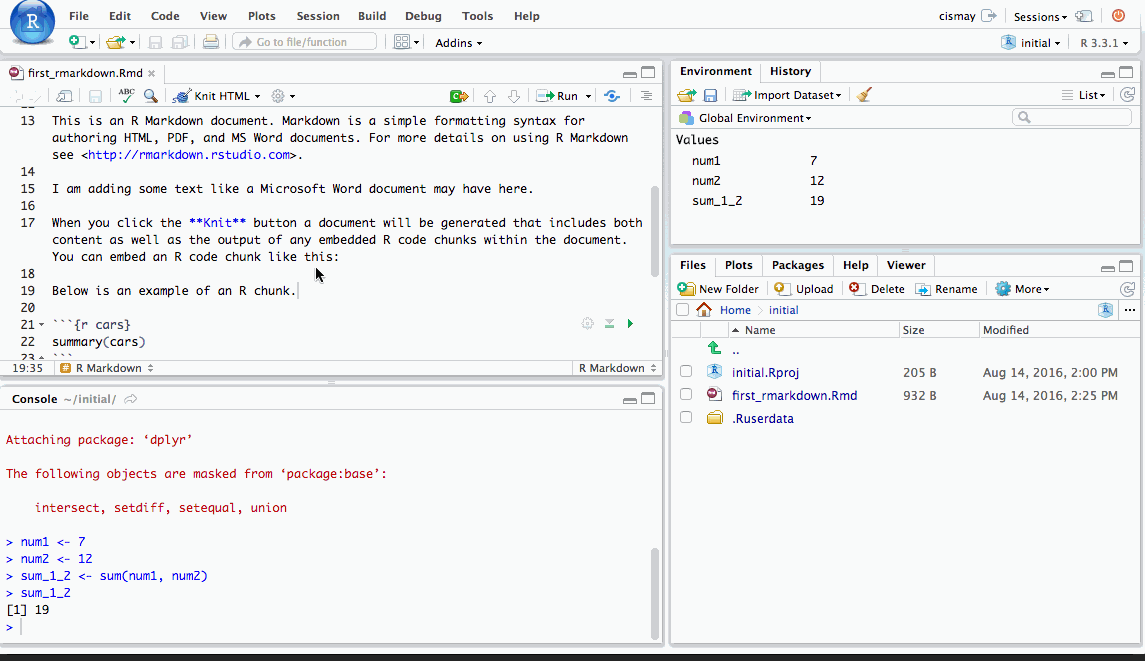 R File Edit Code View Plots Session Build Debug Tools Help cismay Sessions
Go to file/function Addins initial R 3.3.1
first_rmarkdown.Rmd
ABC Knit HTML Run
13 This is an R Markdown document. Markdown is a simple formatting syntax for
authoring HTML, PDF, and MS Word documents. For more details on using R Markdown
see <http://rmarkdown.rstudio.com>.
14
15 I am adding some text like a Microsoft Word document may have here.
16
17 When you click the **Knit** button a document will be generated that includes both
content as well as the output of any embedded R code chunks within the document.
You can embed an R code chunk like this:
18
19 Below is an example of an R chunk.
20
21 ```{r cars}
22 summary(cars)
23 ```
19:35 # R Markdown R Markdown
Console ~/initial/
Attaching package: ‘dplyr’
The following objects are masked from ‘package:base’:
intersect, setdiff, setequal, union
> num1 <- 7
> num2 <- 12
> sum_1_2 <- sum(num1, num2)
> sum_1_2
[1] 19
>
Environment History
Import Dataset List
Global Environment
Values
num1 7
num2 12
sum_1_2 19
Files Plots Packages Help Viewer
New Folder Upload Delete Rename More
Home initial ...
Name Size Modified
..
initial.Rproj 205 B Aug 14, 2016, 2:00 PM
first_rmarkdown.Rmd 932 B Aug 14, 2016, 2:25 PM
.Ruserdata